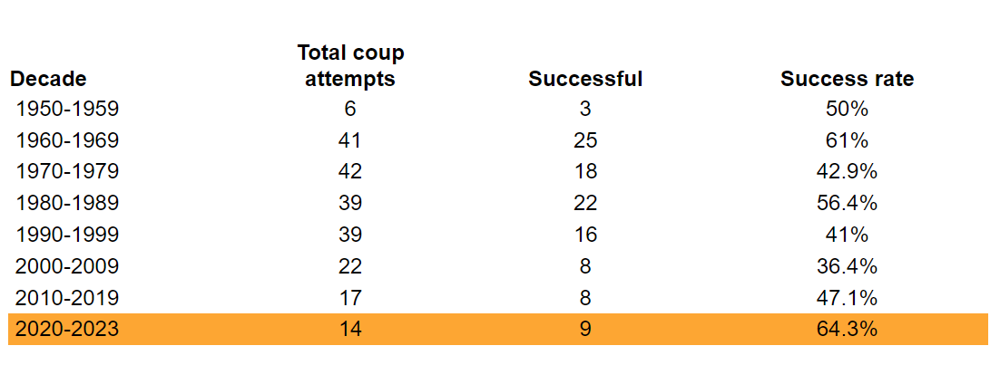 Decade Total coup attempts Successful Success rate
1950-1959 6 3 50%
1960-1969 41 25 61%
1970-1979 42 18 42.9%
1980-1989 39 22 56.4%
1990-1999 39 16 41%
2000-2009 22 8 36.4%
2010-2019 17 8 47.1%
2020-2023 14 9 64.3%